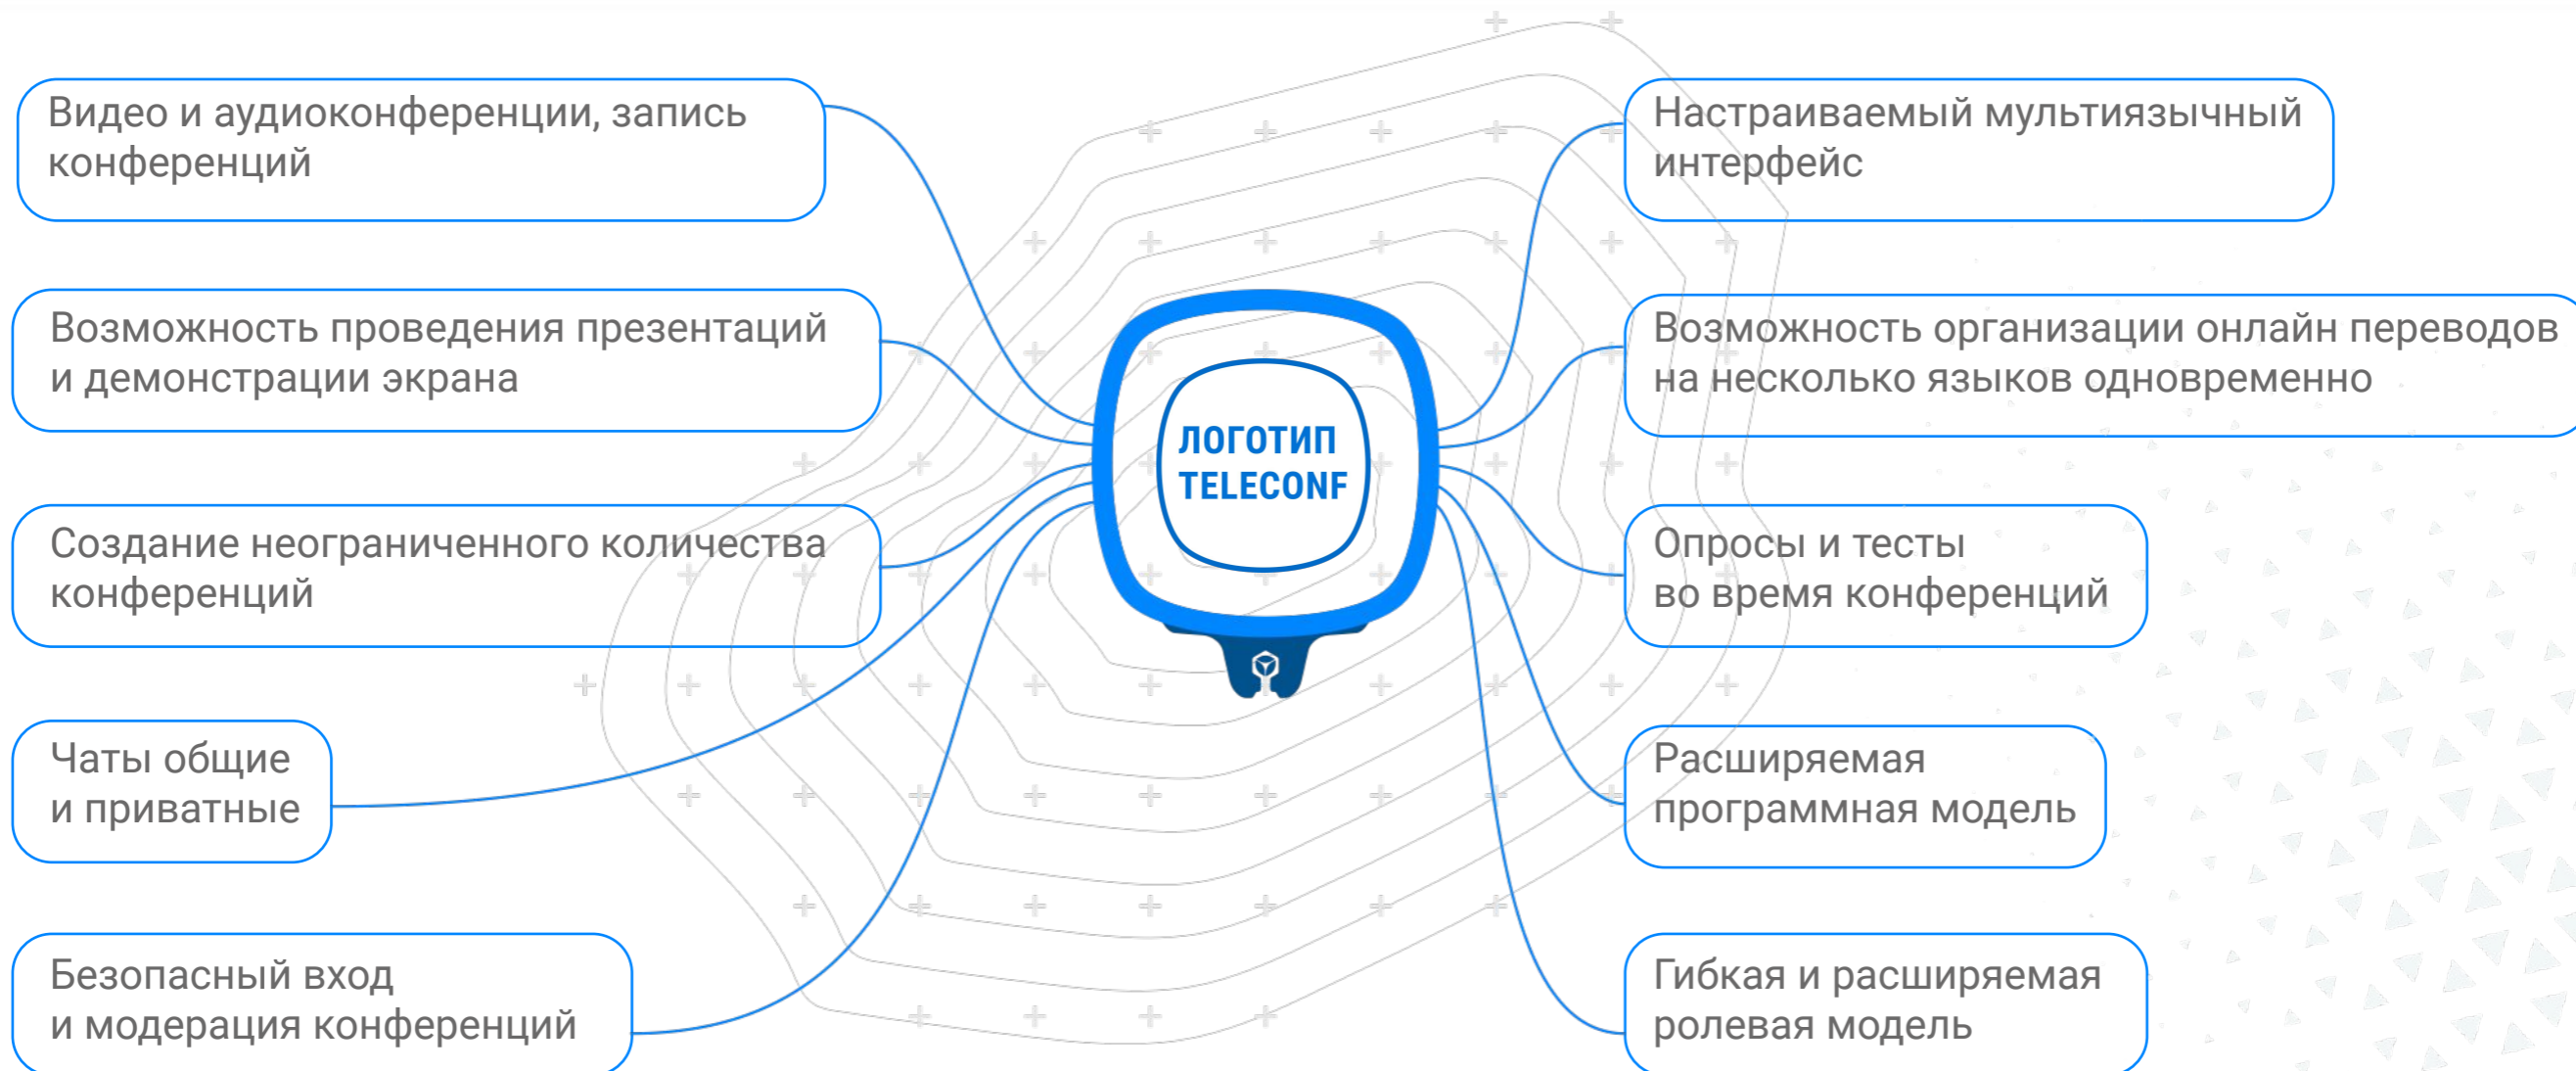 Видео и аудиоконференции, запись
конференций
Возможность проведения презентаций
и демонстрации экрана
Создание неограниченного количества
конференций
Чаты общие
и приватные
Безопасный вход
и модерация конференций
ЛОГОТИП
TELECONF
Настраиваемый мультиязычный
интерфейс
Возможность организации онлайн переводов
на несколько языков одновременно
Опросы и тесты
во время конференций
Расширяемая
программная модель
Гибкая и расширяемая
ролевая модель